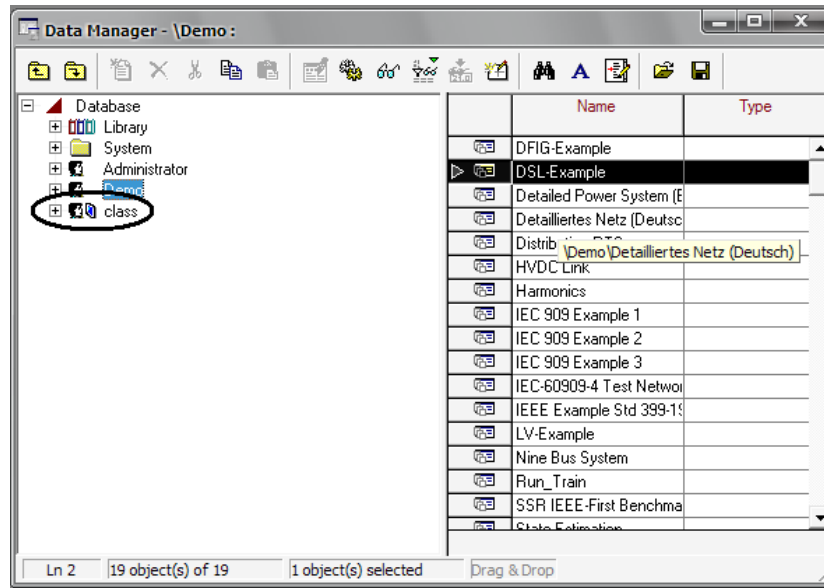 Data Manager - \Demo :
Database
Library
System
Administrator
Demo
class
Name Type
DFIG-Example
DSL-Example
Detailed Power System (E
Detailliertes Netz (Deutsc
\Demo\Detailliertes Netz (Deutsch)
HVDC Link
Harmonics
IEC 909 Example 1
IEC 909 Example 2
IEC 909 Example 3
IEC-60909-4 Test Networ
IEEE Example Std 399-19
LV-Example
Nine Bus System
Run_Train
SSR IEEE-First Benchma
State Estimation
Ln 2 19 object(s) of 19 1 object(s) selected Drag & Drop